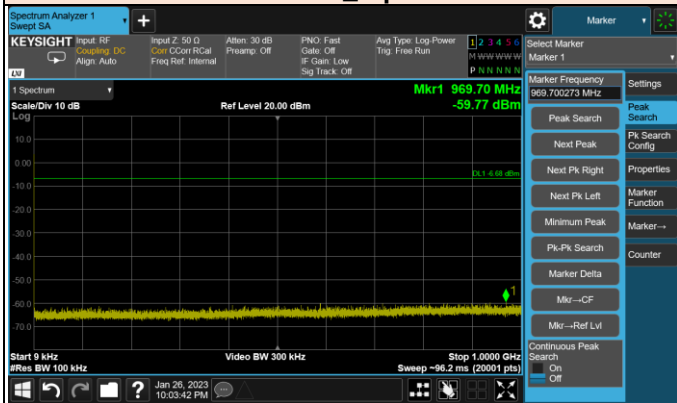 Spectrum Analyzer 1
Swept SA
+
Marker
KEYSIGHT
Input: RF
Coupling: DC
Align: Auto
Input Z: 50 Ω
Corr CCorr RCal
Freq Ref: Internal
Atten: 30 dB
Preamp: Off
PNO: Fast
Gate: Off
IF Gain: Low
Sig Track: Off
Avg Type: Log-Power
Trig: Free Run
1 2 3 4 5 6
M W W W W W
P N N N N N
LXI
Select Marker
Marker 1
1 Spectrum
Scale/Div 10 dB
Log
Ref Level 20.00 dBm
Mkr1 969.70 MHz
-59.77 dBm
10.0
0.00
-10.0
-20.0
-30.0
-40.0
-50.0
-60.0
-70.0
DL1 -6.68 dBm
1
Start 9 kHz
#Res BW 100 kHz
Video BW 300 kHz
Stop 1.0000 GHz
Sweep ~96.2 ms (20001 pts)
Marker Frequency
969.700273 MHz
Peak Search
Next Peak
Next Pk Right
Next Pk Left
Minimum Peak
Pk-Pk Search
Marker Delta
Mkr→CF
Mkr→Ref Lvl
Continuous Peak
Search
On
Off
Settings
Peak
Search
Pk Search
Config
Properties
Marker
Function
Marker→
Counter
?
Jan 26, 2023
10:03:42 PM